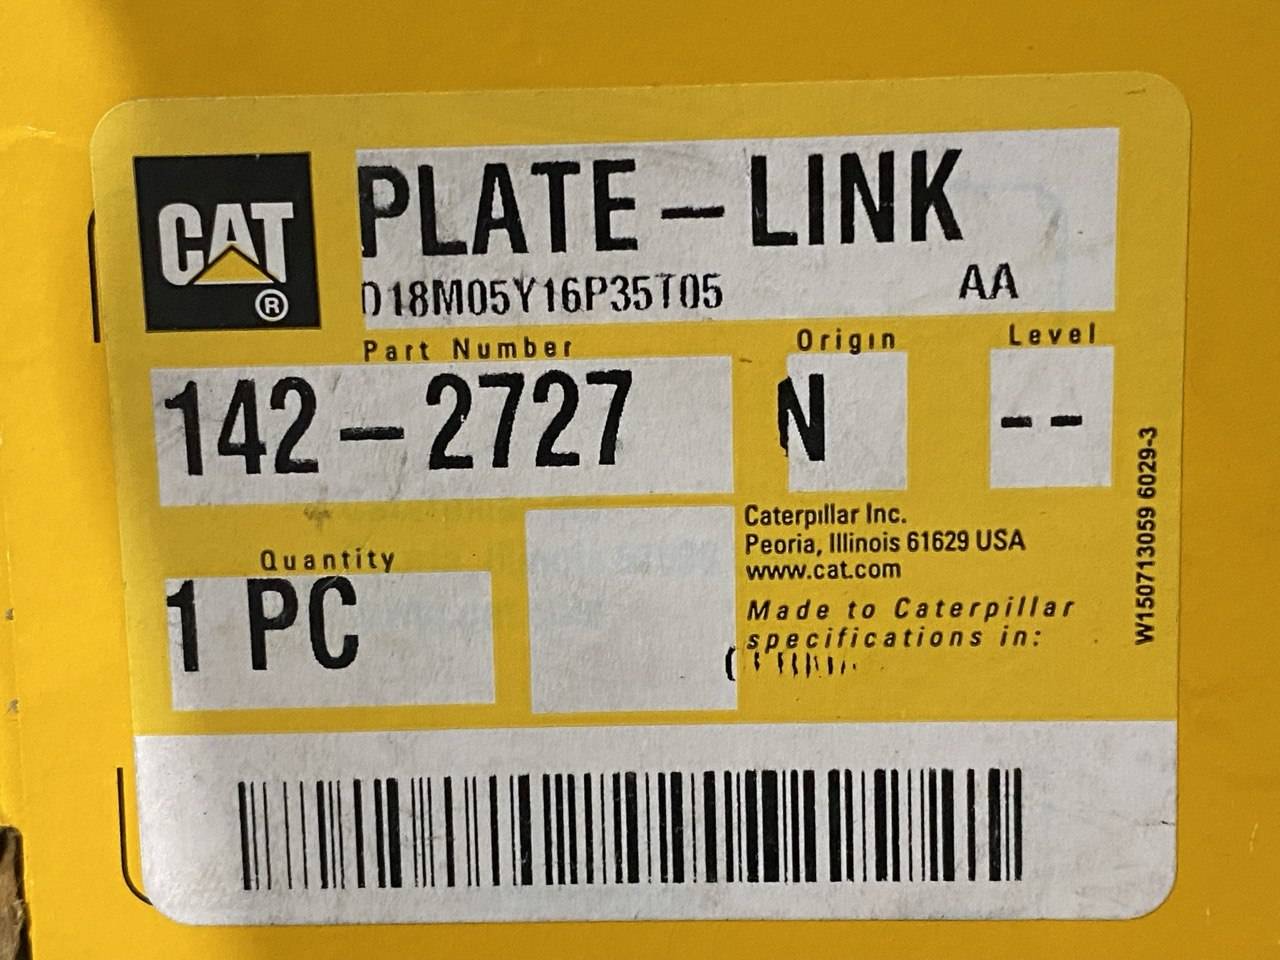 CAT
®
PLATE-LINK
D18M05Y16P35T05 AA
Part Number
Origin
Level
142-2727
N
--
Caterpillar Inc.
Peoria, Illinois 61629 USA
www.cat.com
Quantity
1 PC
Made to Caterpillar
specifications in:
W150713059 6029-3